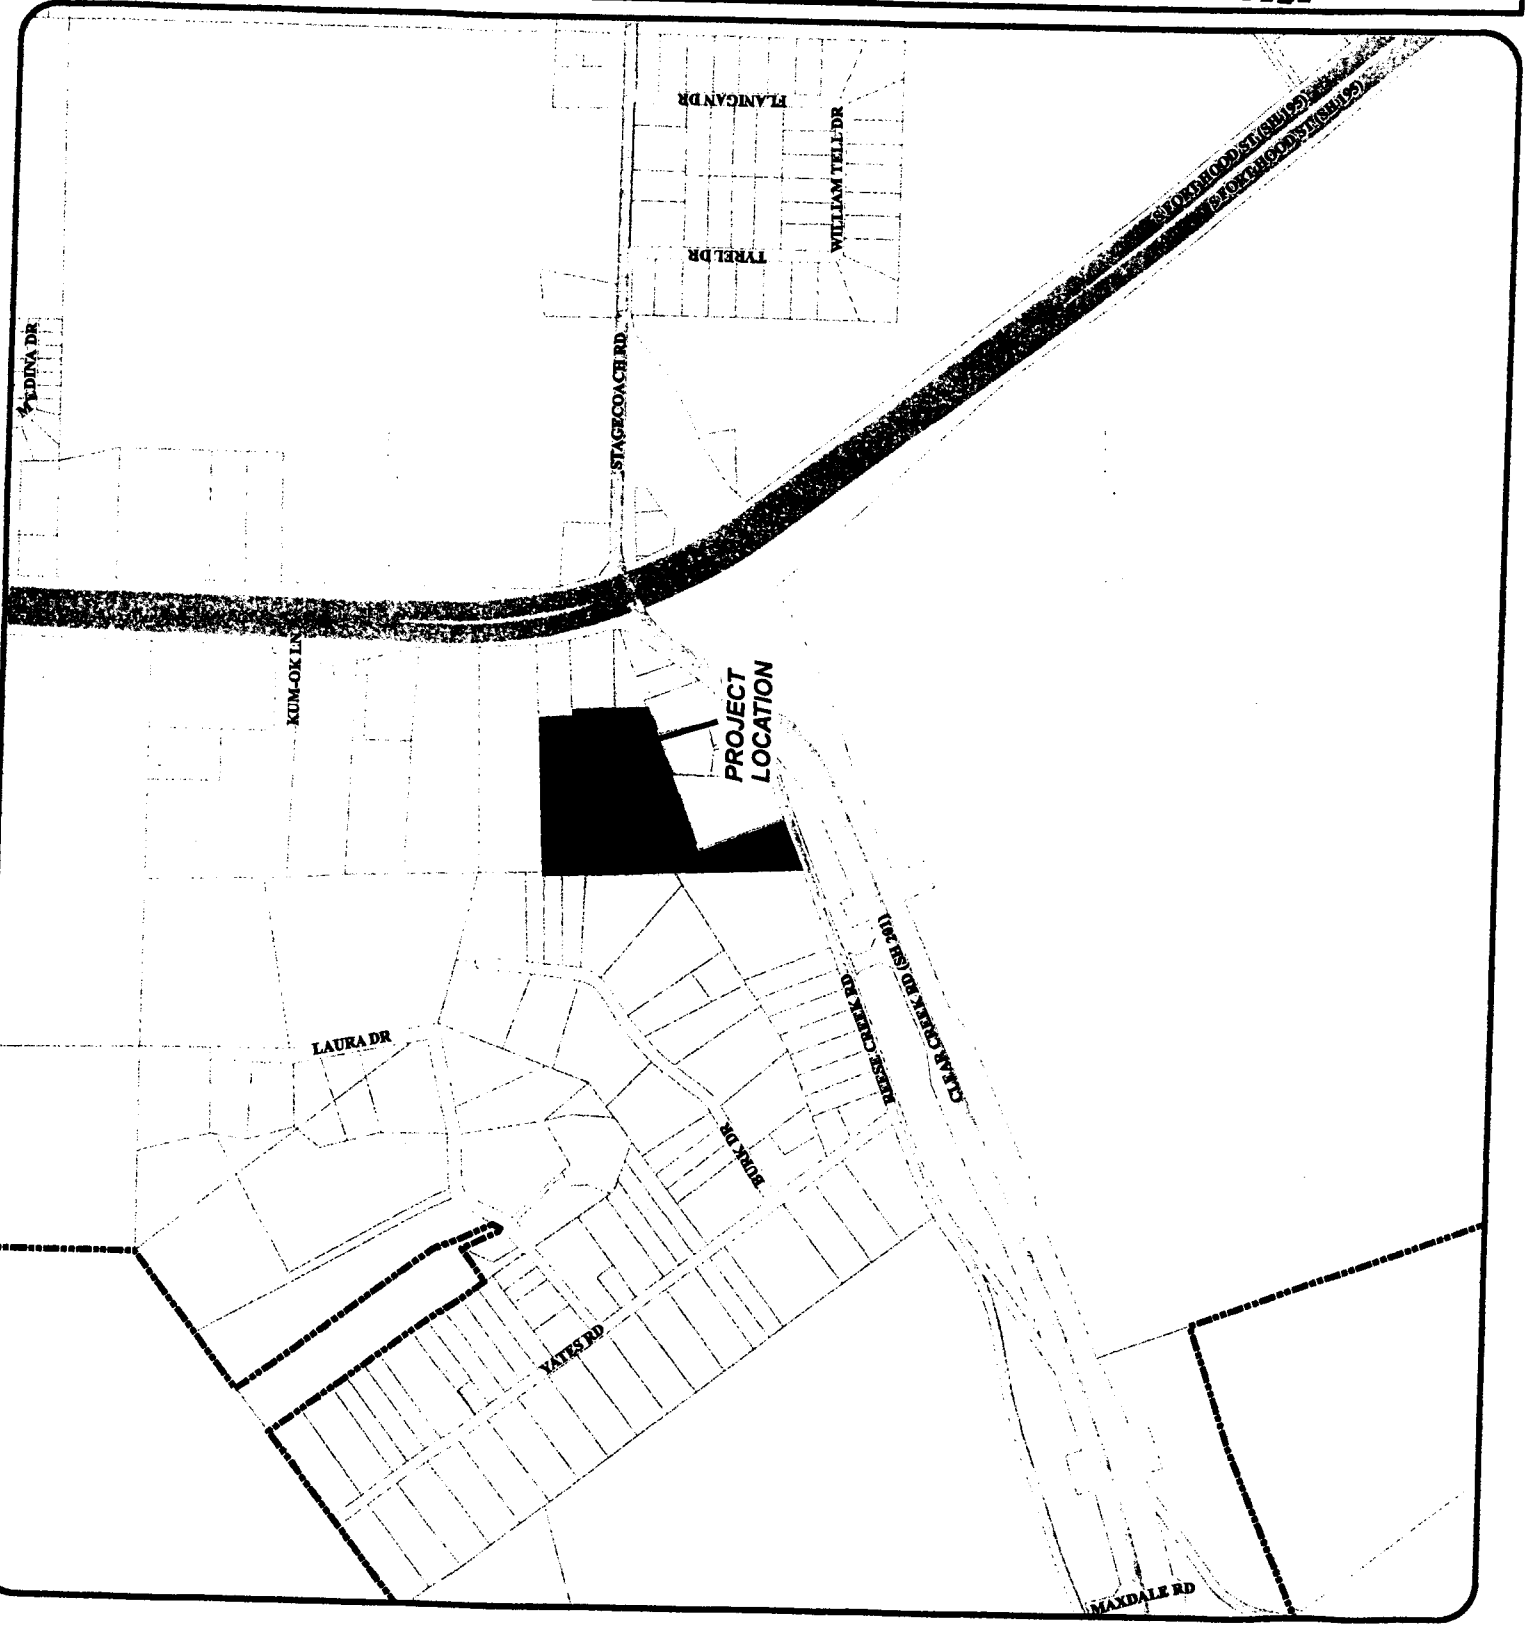 FLANIGAN DR
WILLIAM TELL DR
TYREL DR
S FORT HOOD ST (SH 195)
S FORT HOOD ST (SH 195)
EDINA DR
STAGECOACH RD
KUM-OK LN
PROJECT
LOCATION
LAURA DR
REESE CREEK RD
CLEAR CREEK RD (SH 201)
BURK DR
YATES RD
MAXDALE RD